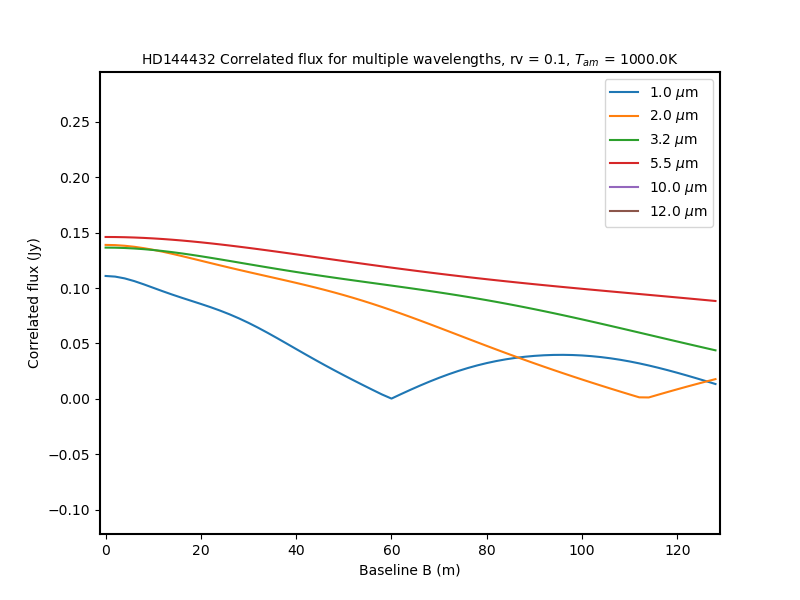 HD144432 Correlated flux for multiple wavelengths, rv = 0.1, $T_{am}$ = 1000.0K
1.0 μm
2.0 μm
3.2 μm
5.5 μm
10.0 μm
12.0 μm
Correlated flux (Jy)
0.25
0.20
0.15
0.10
0.05
0.00
−0.05
−0.10
0 20 40 60 80 100 120
Baseline B (m)